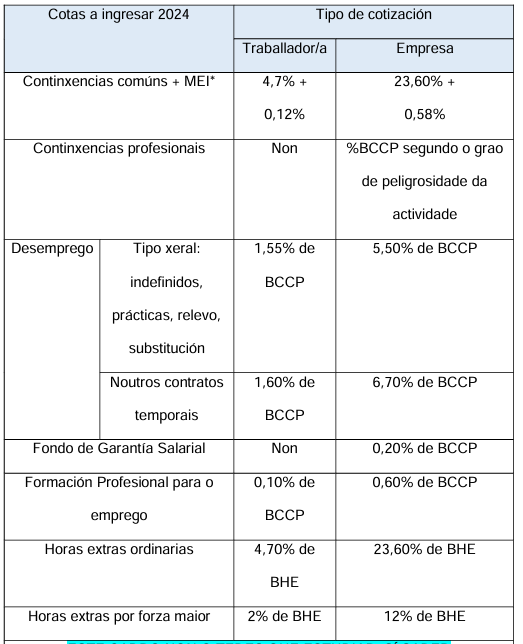 Cotas a ingresar 2024
Tipo de cotización
Traballador/a
Empresa
Continxencias comúns + MEI*
4,7% +
0,12%
23,60% +
0,58%
Continxencias profesionais
Non
%BCCP segundo o grao
de peligrosidade da
actividade
Desemprego
Tipo xeral:
indefinidos,
prácticas, relevo,
substitución
1,55% de
BCCP
5,50% de BCCP
Noutros contratos
temporais
1,60% de
BCCP
6,70% de BCCP
Fondo de Garantía Salarial
Non
0,20% de BCCP
Formación Profesional para o
emprego
0,10% de
BCCP
0,60% de BCCP
Horas extras ordinarias
4,70% de
BHE
23,60% de BHE
Horas extras por forza maior
2% de BHE
12% de BHE